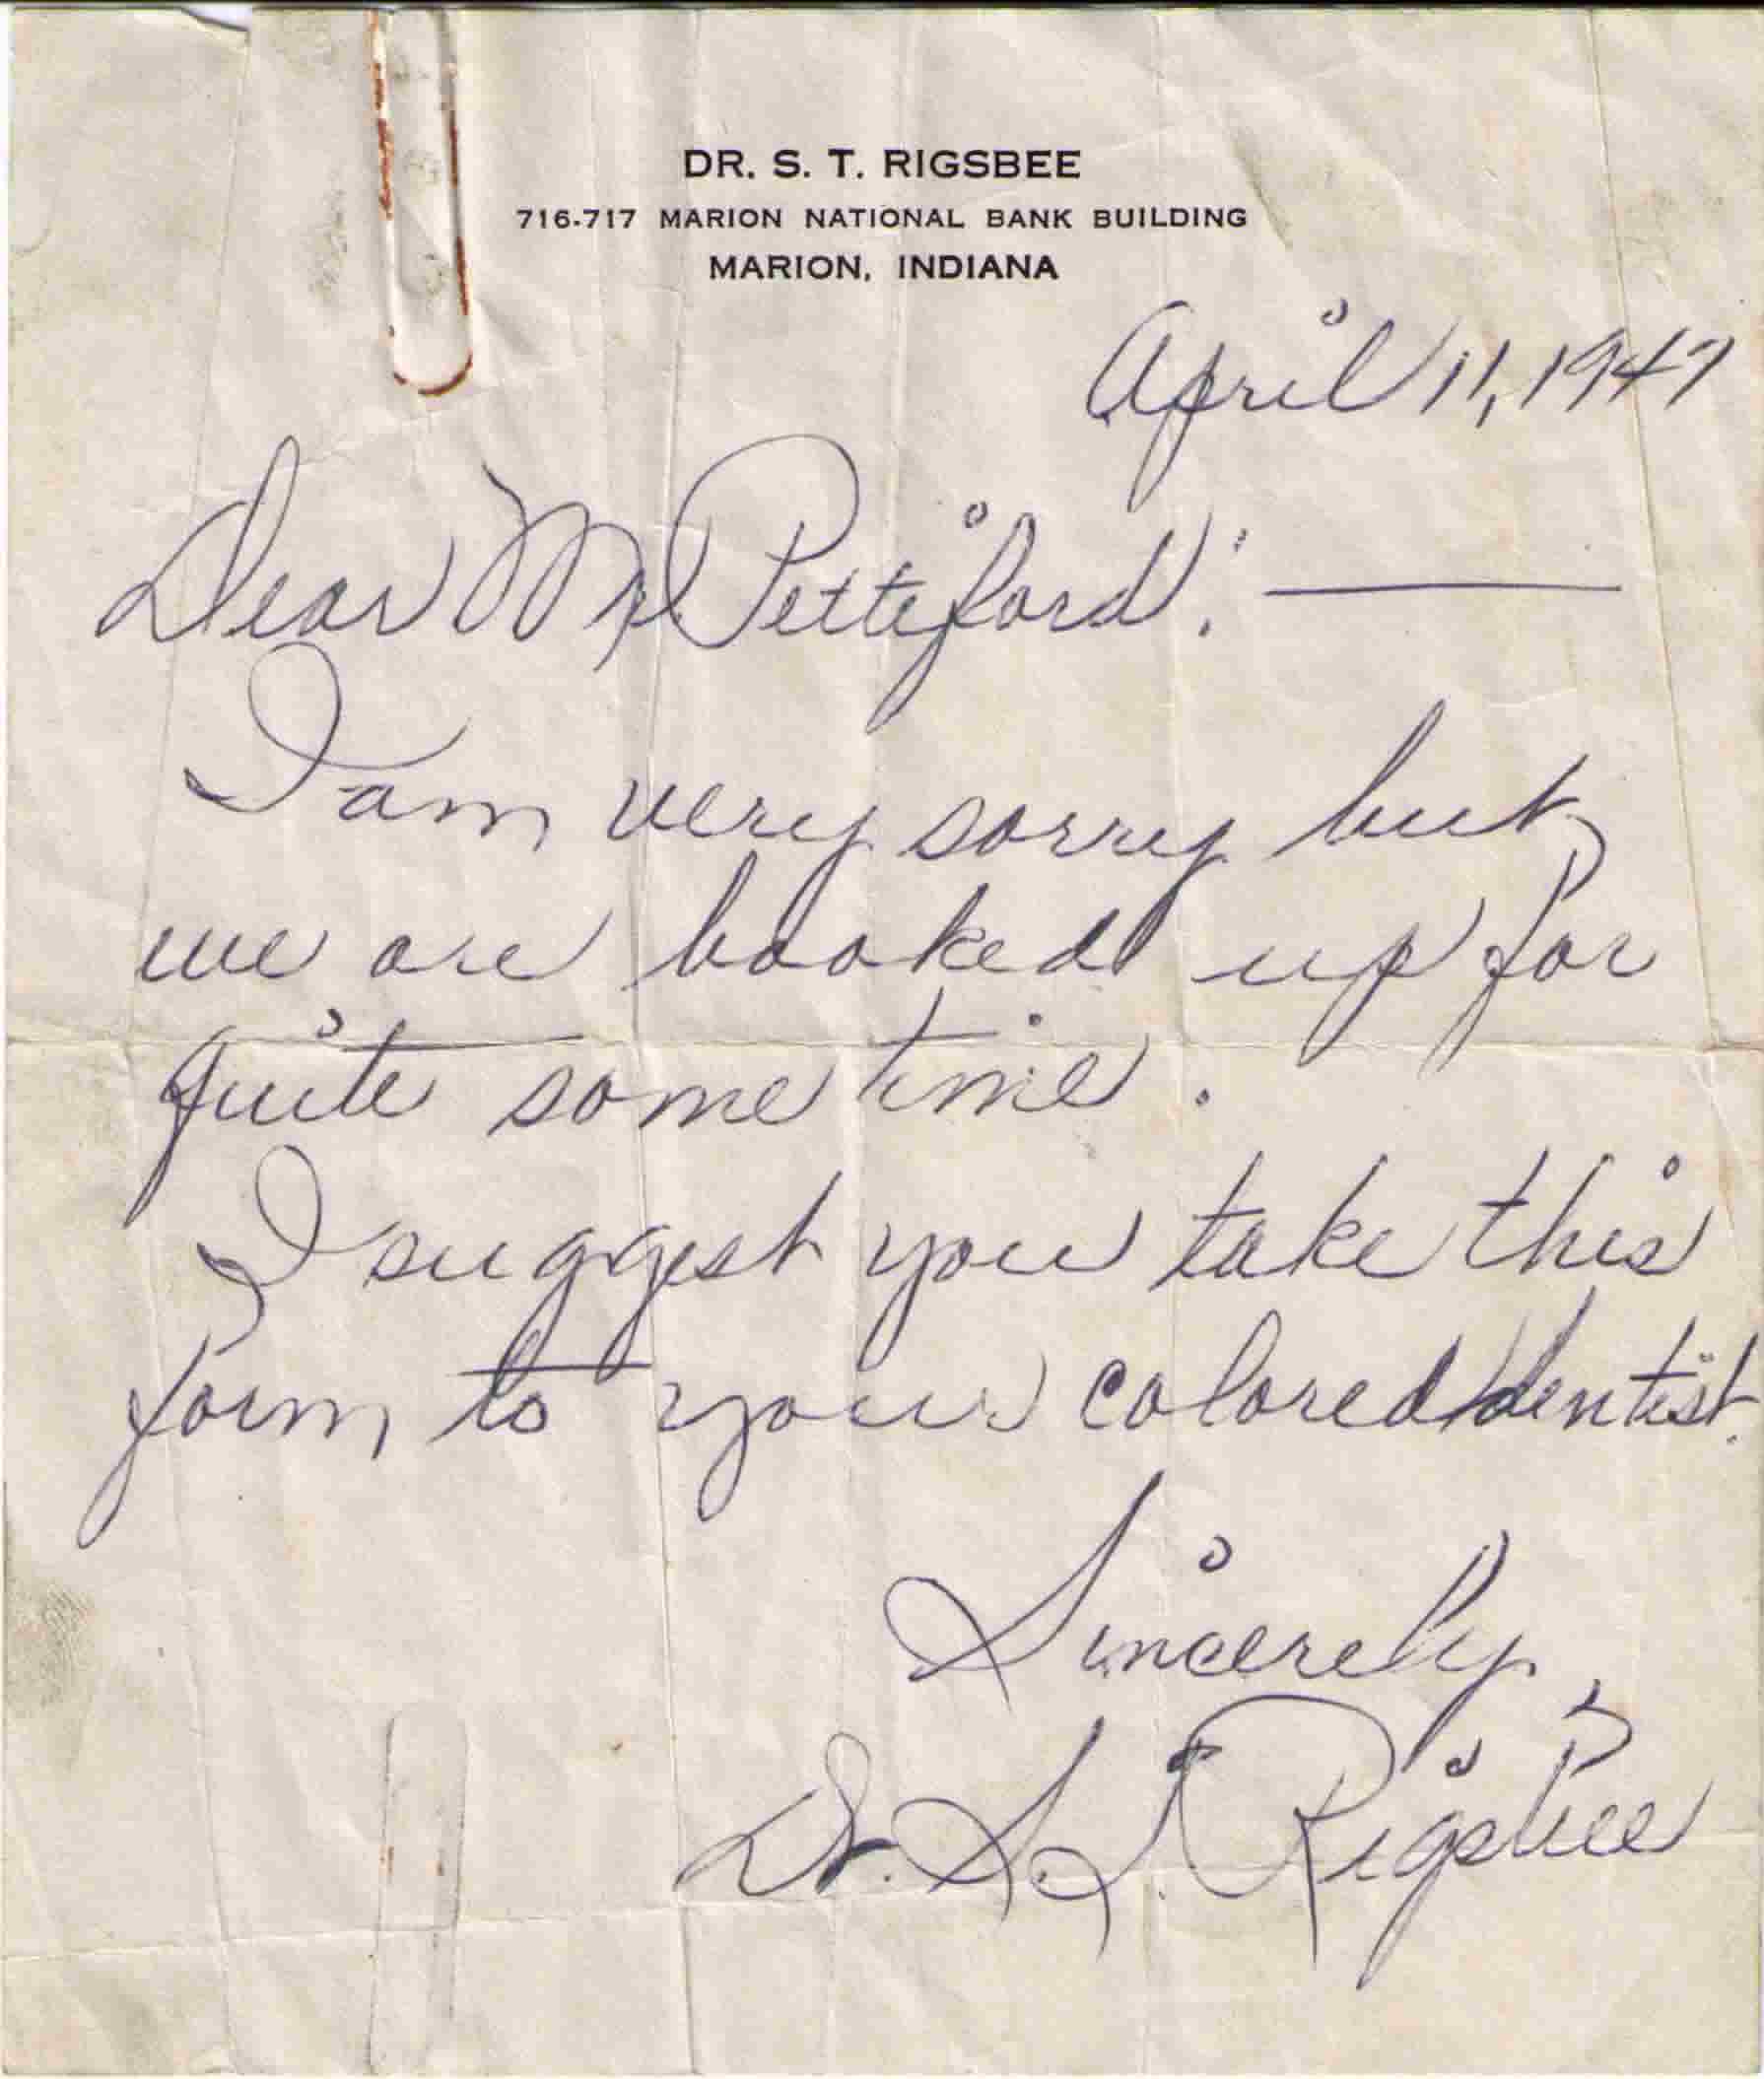 DR. S. T. RIGSBEE
716-717 MARION NATIONAL BANK BUILDING
MARION, INDIANA
April 11, 1947
Dear Mr Pettiford: —
I am very sorry but
we are booked up for
quite some time.
I suggest you take this
form to your colored dentist.
Sincerely,
Dr. S. T. Rigsbee